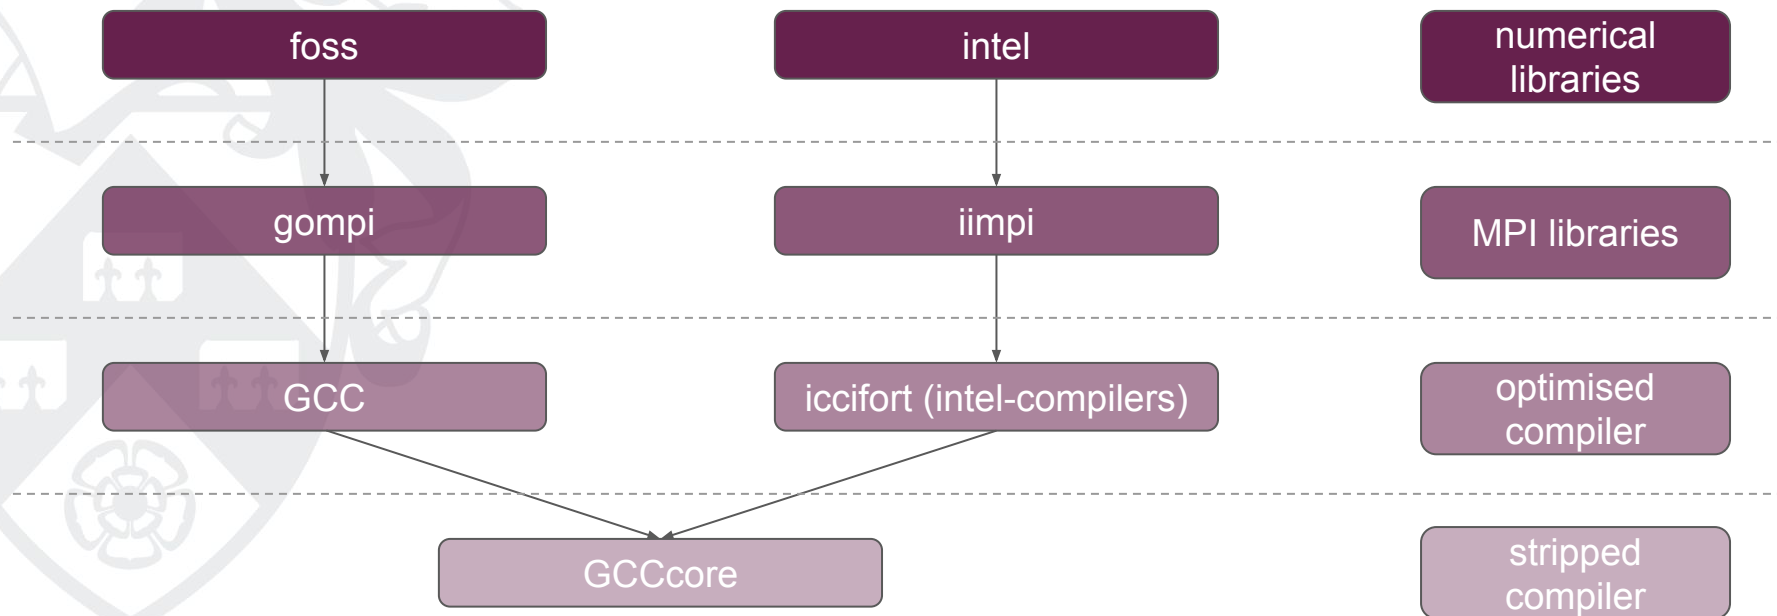 foss
intel
numerical
libraries
gompi
iimpi
MPI libraries
GCC
iccifort (intel-compilers)
optimised
compiler
GCCcore
stripped
compiler